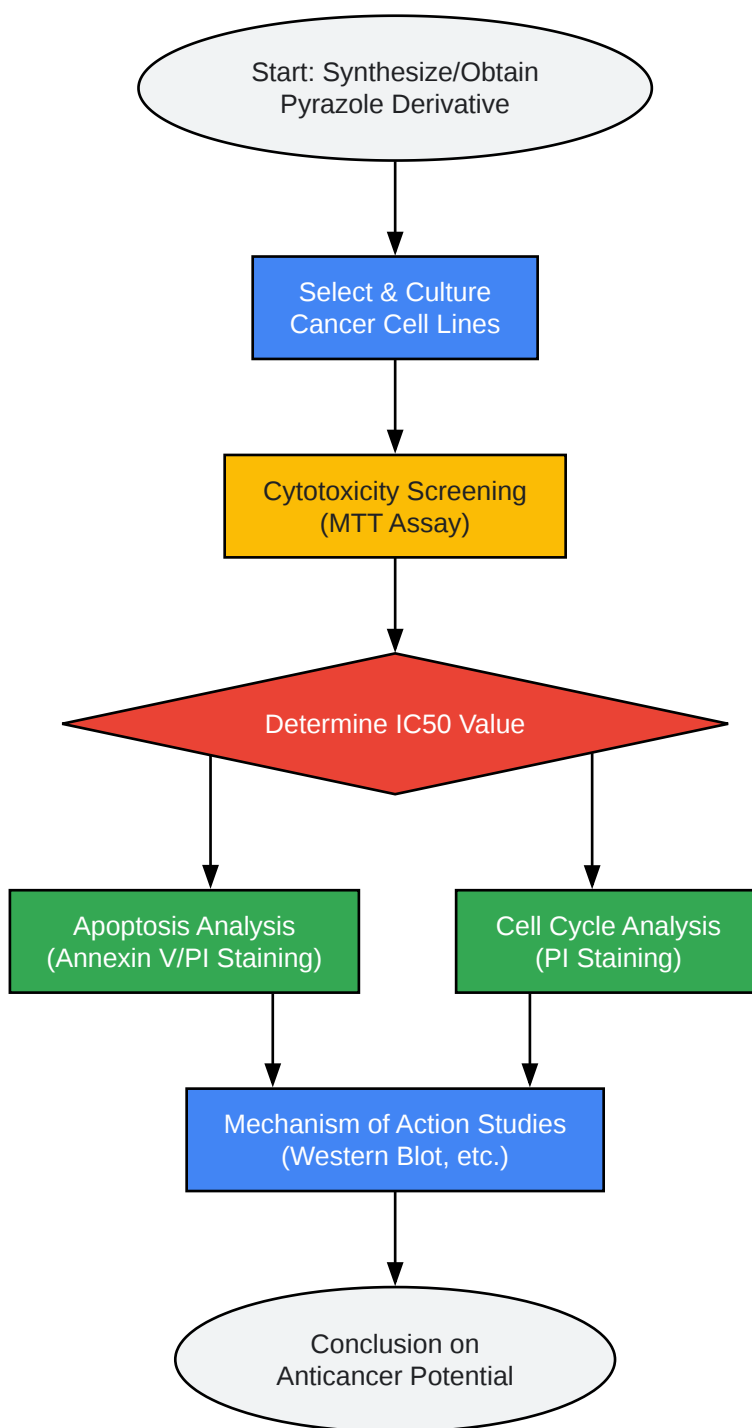 Start: Synthesize/Obtain
Pyrazole Derivative
Select & Culture
Cancer Cell Lines
Cytotoxicity Screening
(MTT Assay)
Determine IC50 Value
Apoptosis Analysis
(Annexin V/PI Staining)
Cell Cycle Analysis
(PI Staining)
Mechanism of Action Studies
(Western Blot, etc.)
Conclusion on
Anticancer Potential